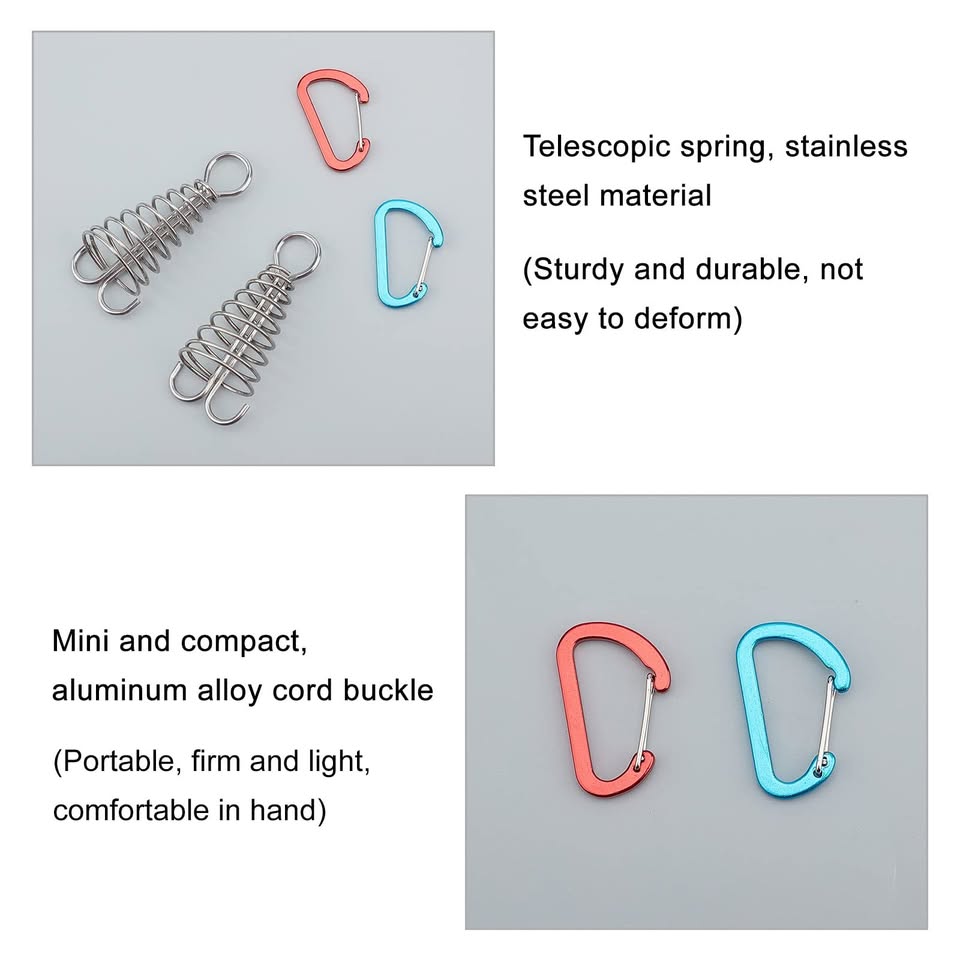 Telescopic spring, stainless
steel material
(Sturdy and durable, not
easy to deform)
Mini and compact,
aluminum alloy cord buckle
(Portable, firm and light,
comfortable in hand)